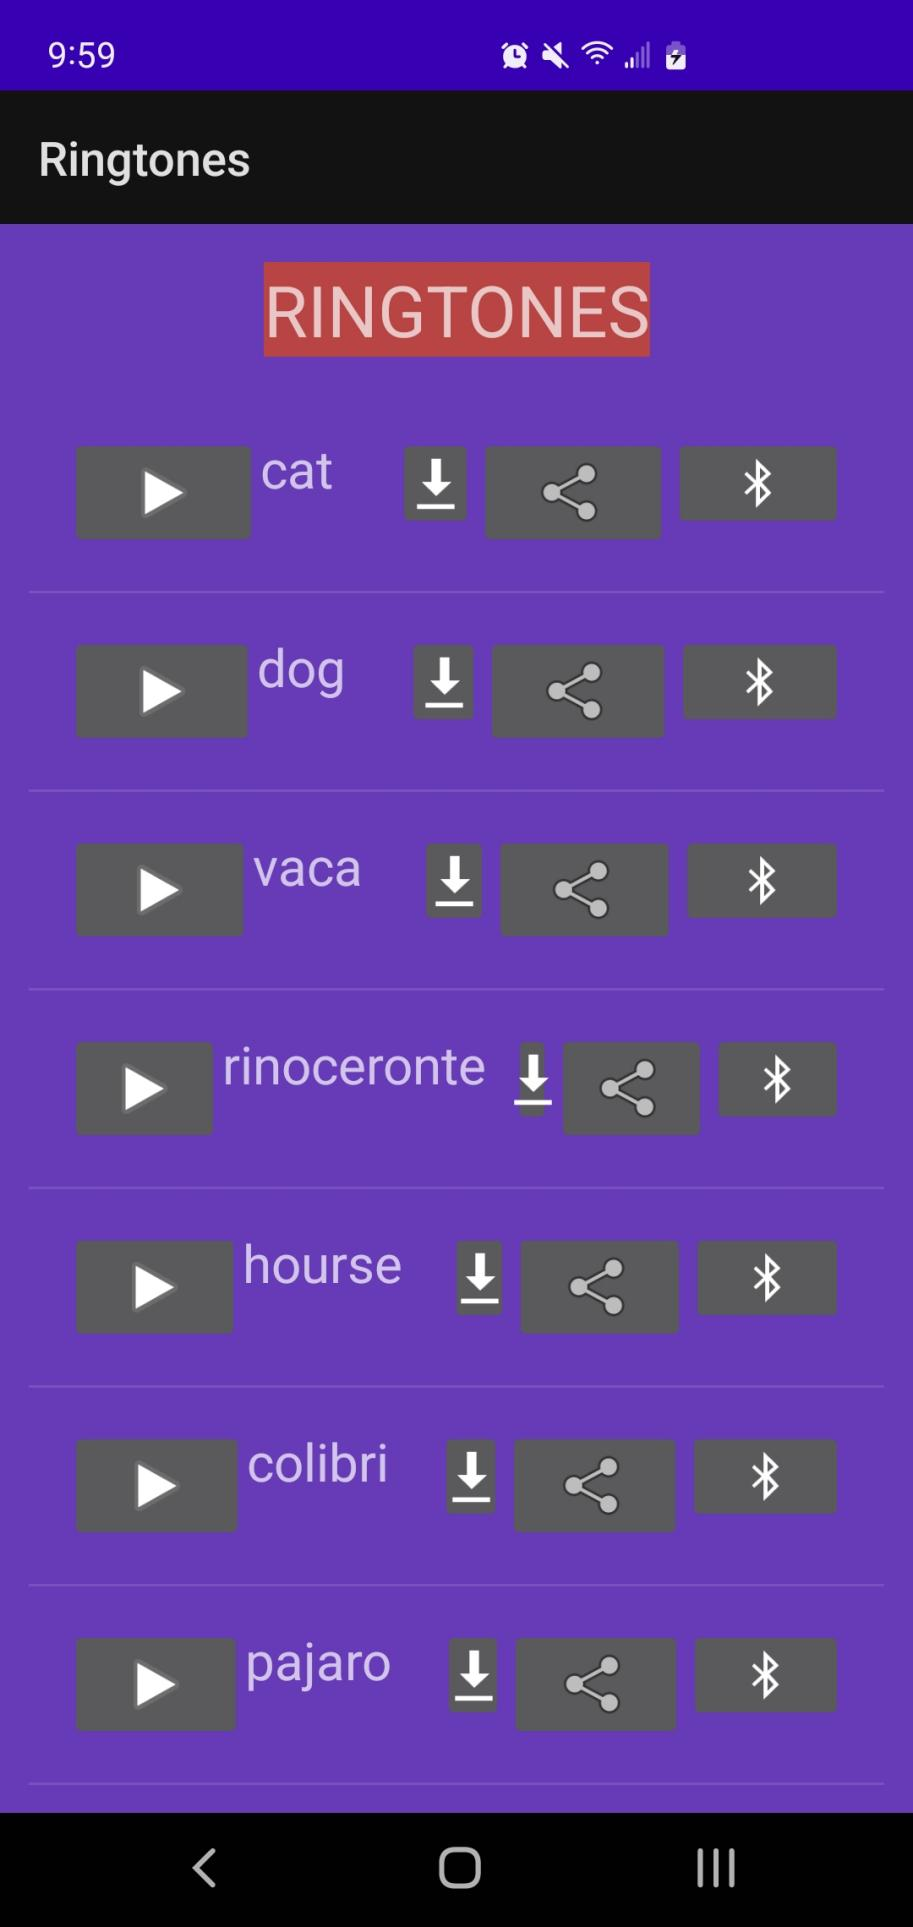 9:59
Ringtones
RINGTONES
cat
dog
vaca
rinoceronte
hourse
colibri
pajaro